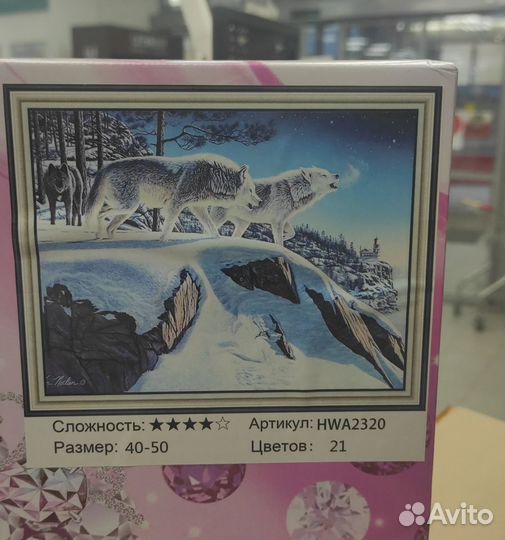 Сложность: ★★★★☆ Артикул: HWA2320
Размер: 40-50 Цветов: 21
Avito